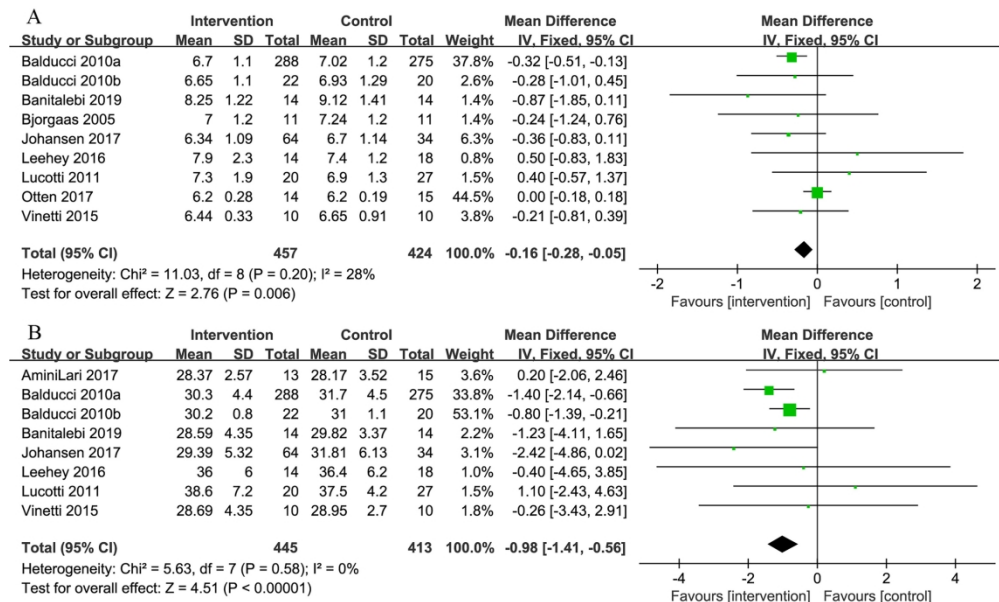 A
Intervention Control Mean Difference Mean Difference
Study or Subgroup Mean SD Total Mean SD Total Weight IV, Fixed, 95% CI IV, Fixed, 95% CI
Balducci 2010a 6.7 1.1 288 7.02 1.2 275 37.8% -0.32 [-0.51, -0.13]
Balducci 2010b 6.65 1.1 22 6.93 1.29 20 2.6% -0.28 [-1.01, 0.45]
Banitalebi 2019 8.25 1.22 14 9.12 1.41 14 1.4% -0.87 [-1.85, 0.11]
Bjorgaas 2005 7 1.2 11 7.24 1.2 11 1.4% -0.24 [-1.24, 0.76]
Johansen 2017 6.34 1.09 64 6.7 1.14 34 6.3% -0.36 [-0.83, 0.11]
Leehey 2016 7.9 2.3 14 7.4 1.2 18 0.8% 0.50 [-0.83, 1.83]
Lucotti 2011 7.3 1.9 20 6.9 1.3 27 1.5% 0.40 [-0.57, 1.37]
Otten 2017 6.2 0.28 14 6.2 0.19 15 44.5% 0.00 [-0.18, 0.18]
Vinetti 2015 6.44 0.33 10 6.65 0.91 10 3.8% -0.21 [-0.81, 0.39]
Total (95% CI) 457 424 100.0% -0.16 [-0.28, -0.05]
Heterogeneity: Chi² = 11.03, df = 8 (P = 0.20); I² = 28%
Test for overall effect: Z = 2.76 (P = 0.006)
-2 -1 0 1 2
Favours [intervention] Favours [control]
B
Intervention Control Mean Difference Mean Difference
Study or Subgroup Mean SD Total Mean SD Total Weight IV, Fixed, 95% CI IV, Fixed, 95% CI
AminiLari 2017 28.37 2.57 13 28.17 3.52 15 3.6% 0.20 [-2.06, 2.46]
Balducci 2010a 30.3 4.4 288 31.7 4.5 275 33.8% -1.40 [-2.14, -0.66]
Balducci 2010b 30.2 0.8 22 31 1.1 20 53.1% -0.80 [-1.39, -0.21]
Banitalebi 2019 28.59 4.35 14 29.82 3.37 14 2.2% -1.23 [-4.11, 1.65]
Johansen 2017 29.39 5.32 64 31.81 6.13 34 3.1% -2.42 [-4.86, 0.02]
Leehey 2016 36 6 14 36.4 6.2 18 1.0% -0.40 [-4.65, 3.85]
Lucotti 2011 38.6 7.2 20 37.5 4.2 27 1.5% 1.10 [-2.43, 4.63]
Vinetti 2015 28.69 4.35 10 28.95 2.7 10 1.8% -0.26 [-3.43, 2.91]
Total (95% CI) 445 413 100.0% -0.98 [-1.41, -0.56]
Heterogeneity: Chi² = 5.63, df = 7 (P = 0.58); I² = 0%
Test for overall effect: Z = 4.51 (P < 0.00001)
-4 -2 0 2 4
Favours [intervention] Favours [control]